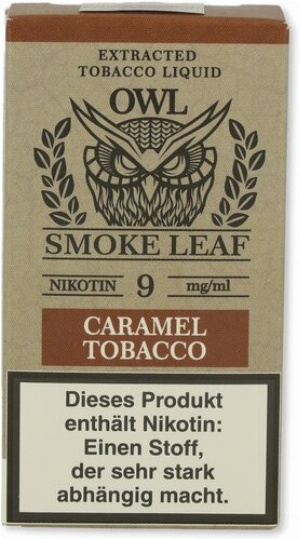 EXTRACTED
TOBACCO LIQUID
OWL
SMOKE LEAF
NIKOTIN 9 mg/ml
CARAMEL
TOBACCO
Dieses Produkt
enthält Nikotin:
Einen Stoff,
der sehr stark
abhängig macht.